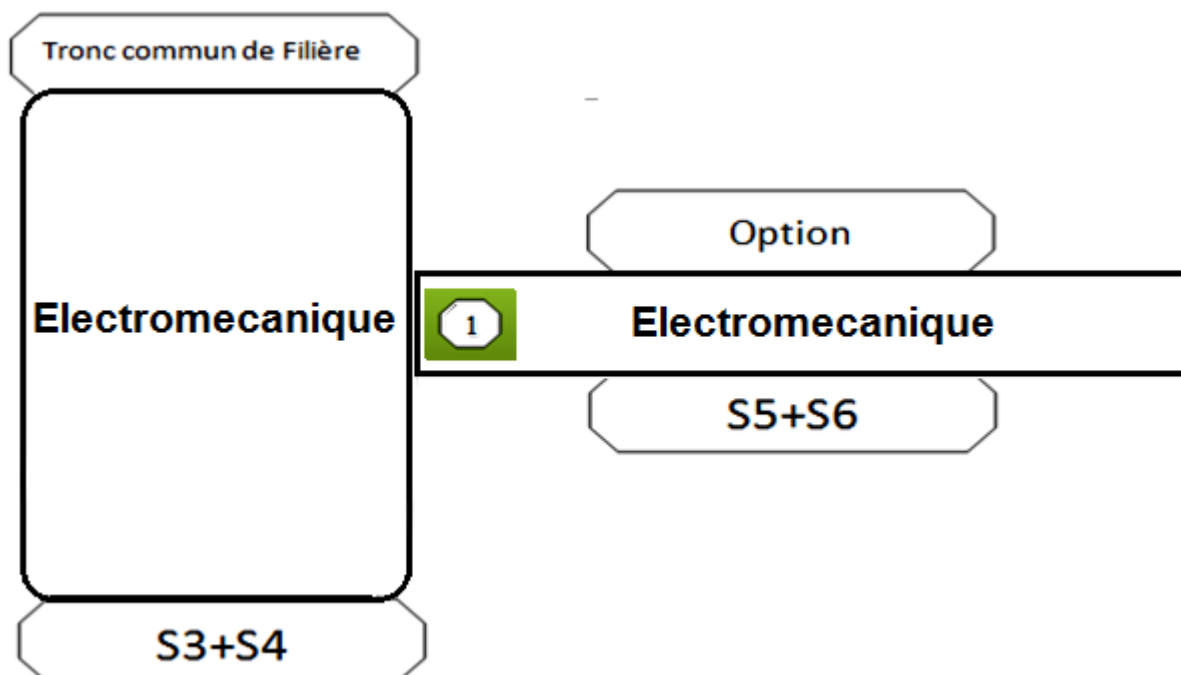 Tronc commun de Filière
Option
Electromecanique
1
Electromecanique
S5+S6
S3+S4